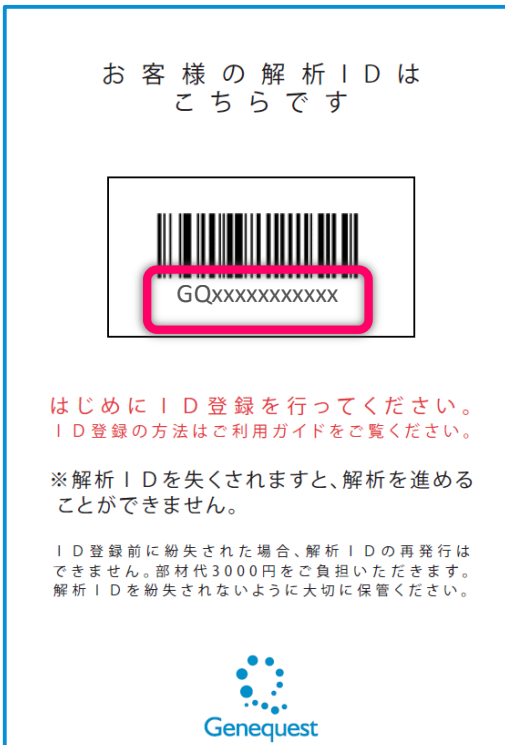 お客様の解析IDは
こちらです
GQxxxxxxxxxxx
はじめにID登録を行ってください。
ID登録の方法はご利用ガイドをご覧ください。
※解析IDを失くされますと、解析を進める
ことができません。
ID登録前に紛失された場合、解析IDの再発行は
できません。部材代3000円をご負担いただきます。
解析IDを紛失されないように大切に保管ください。
Genequest